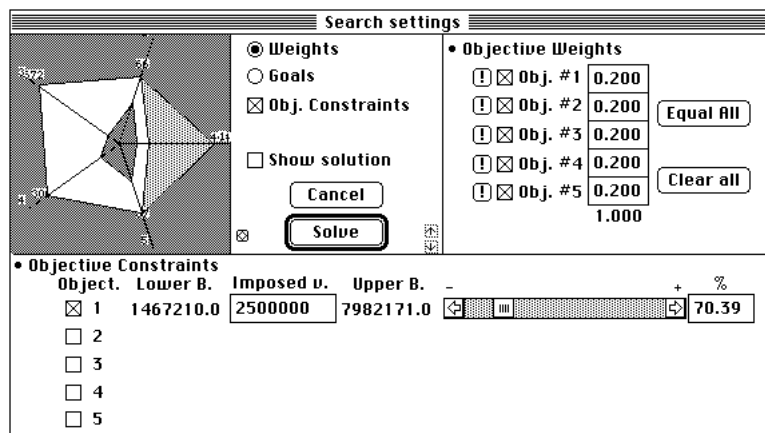 Search settings
Weights
Goals
Obj. Constraints
Show solution
Cancel
Solve
• Objective Weights
! Obj. #1 0.200
! Obj. #2 0.200
! Obj. #3 0.200
! Obj. #4 0.200
! Obj. #5 0.200
1.000
Equal All
Clear all
• Objective Constraints
Object. Lower B. Imposed v. Upper B. - + %
1 1467210.0 2500000 7982171.0 70.39
2
3
4
5